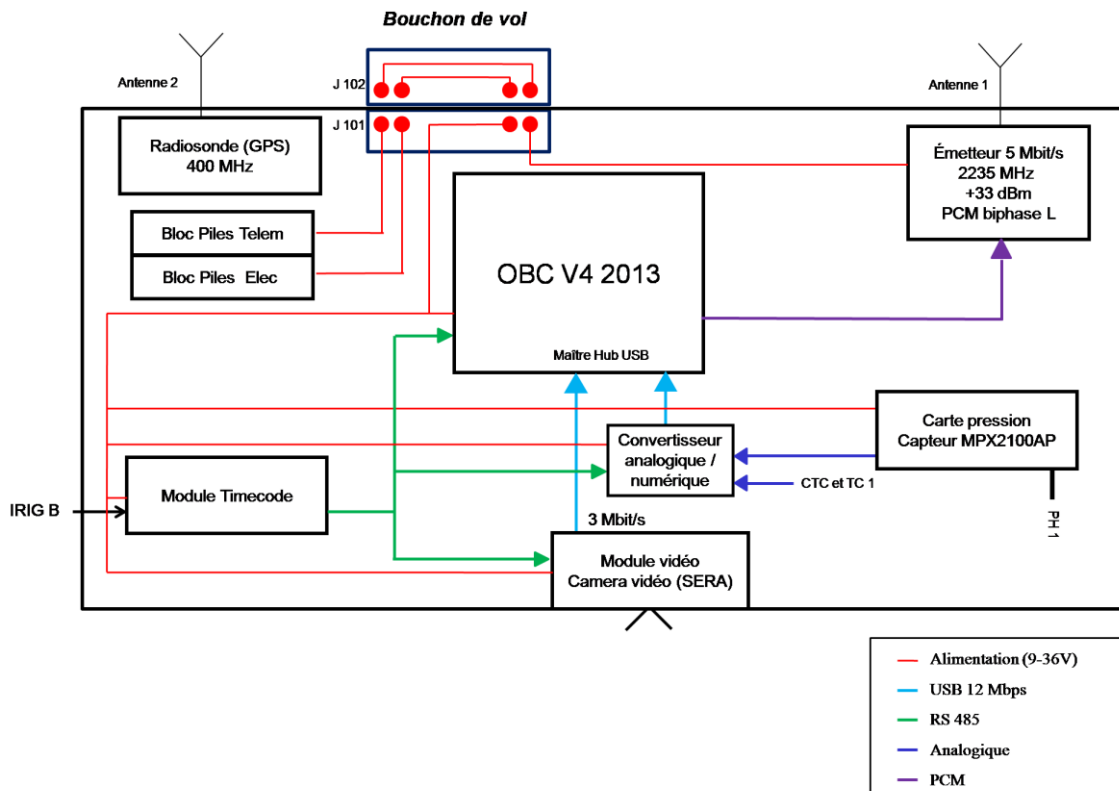 Bouchon de vol
Antenne 2
J 102
Antenne 1
J 101
Radiosonde (GPS)
400 MHz
Émetteur 5 Mbit/s
2235 MHz
+33 dBm
PCM biphase L
Bloc Piles Telem
Bloc Piles Elec
OBC V4 2013
Maître Hub USB
Carte pression
Capteur MPX2100AP
Convertisseur
analogique /
numérique
CTC et TC 1
PH 1
Module Timecode
IRIG B
3 Mbit/s
Module vidéo
Camera vidéo (SERA)
Alimentation (9-36V)
USB 12 Mbps
RS 485
Analogique
PCM